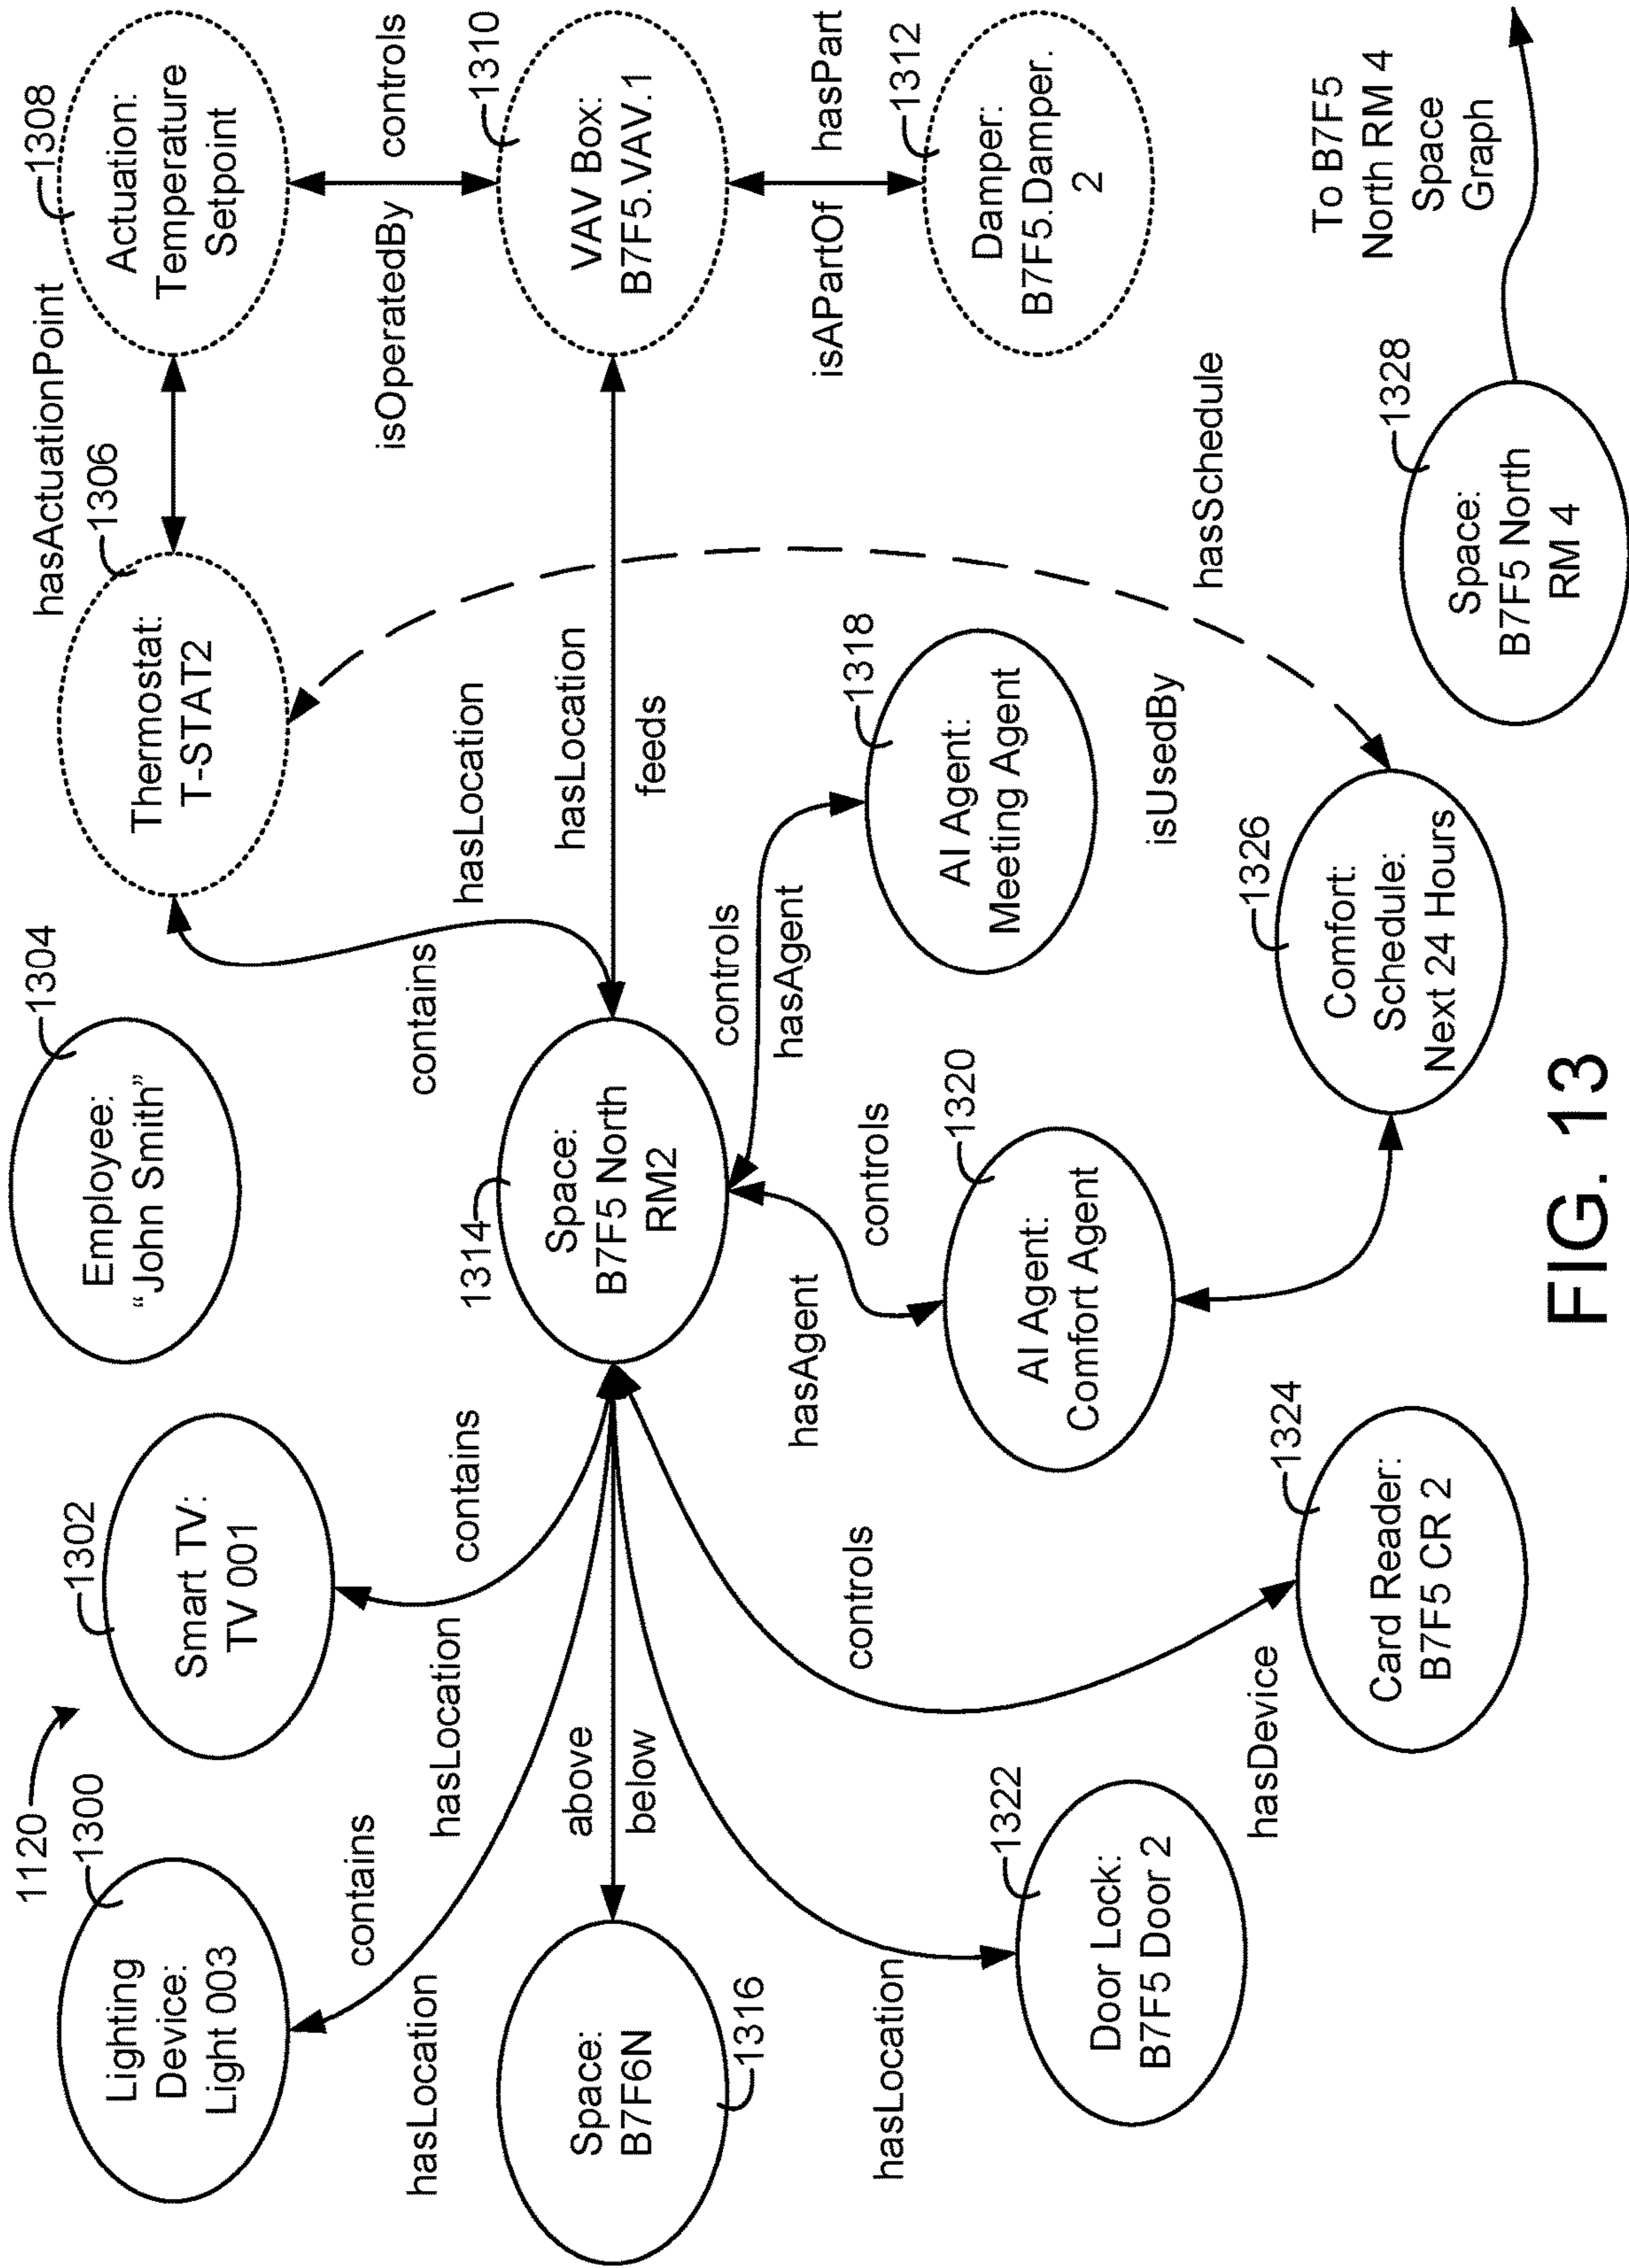 1120
1300
Lighting
Device:
Light 003
1302
Smart TV:
TV 001
1304
Employee:
“John Smith”
1306
Thermostat:
T-STAT2
hasActuationPoint
1308
Actuation:
Temperature
Setpoint
contains
hasLocation
contains
hasLocation
contains
hasLocation
isOperatedBy
controls
Space:
B7F6N
1316
above
below
1314
Space:
B7F5 North
RM2
hasLocation
feeds
1310
VAV Box:
B7F5.VAV.1
isAPartOf
hasPart
hasLocation
controls
hasDevice
hasAgent
controls
controls
hasAgent
1312
Damper:
B7F5.Damper.
2
1322
Door Lock:
B7F5 Door 2
1320
AI Agent:
Comfort Agent
1318
AI Agent:
Meeting Agent
isUsedBy
hasSchedule
1324
Card Reader:
B7F5 CR 2
1326
Comfort:
Schedule:
Next 24 Hours
1328
Space:
B7F5 North
RM 4
To B7F5
North RM 4
Space
Graph
FIG. 13